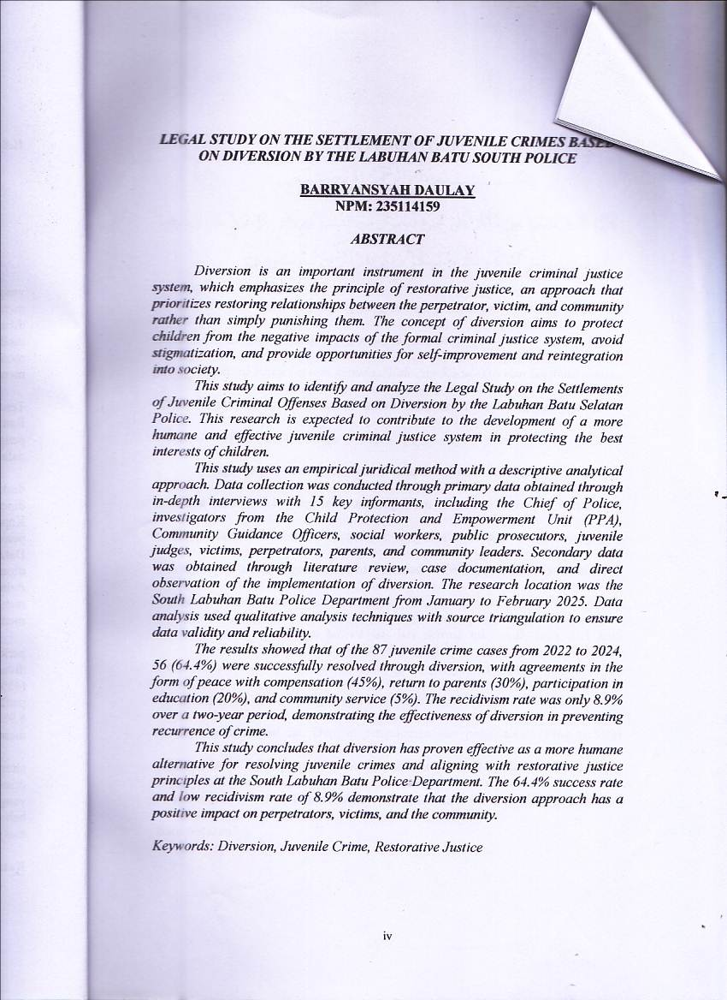 LEGAL STUDY ON THE SETTLEMENT OF JUVENILE CRIMES BASED
ON DIVERSION BY THE LABUHAN BATU SOUTH POLICE
BARRYANSYAH DAULAY
NPM: 235114159
ABSTRACT
Diversion is an important instrument in the juvenile criminal justice
system, which emphasizes the principle of restorative justice, an approach that
prioritizes restoring relationships between the perpetrator, victim, and community
rather than simply punishing them. The concept of diversion aims to protect
children from the negative impacts of the formal criminal justice system, avoid
stigmatization, and provide opportunities for self-improvement and reintegration
into society.
This study aims to identify and analyze the Legal Study on the Settlements
of Juvenile Criminal Offenses Based on Diversion by the Labuhan Batu Selatan
Police. This research is expected to contribute to the development of a more
humane and effective juvenile criminal justice system in protecting the best
interests of children.
This study uses an empirical juridical method with a descriptive analytical
approach. Data collection was conducted through primary data obtained through
in-depth interviews with 15 key informants, including the Chief of Police,
investigators from the Child Protection and Empowerment Unit (PPA),
Community Guidance Officers, social workers, public prosecutors, juvenile
judges, victims, perpetrators, parents, and community leaders. Secondary data
was obtained through literature review, case documentation, and direct
observation of the implementation of diversion. The research location was the
South Labuhan Batu Police Department from January to February 2025. Data
analysis used qualitative analysis techniques with source triangulation to ensure
data validity and reliability.
The results showed that of the 87 juvenile crime cases from 2022 to 2024,
56 (64.4%) were successfully resolved through diversion, with agreements in the
form of peace with compensation (45%), return to parents (30%), participation in
education (20%), and community service (5%). The recidivism rate was only 8.9%
over a two-year period, demonstrating the effectiveness of diversion in preventing
recurrence of crime.
This study concludes that diversion has proven effective as a more humane
alternative for resolving juvenile crimes and aligning with restorative justice
principles at the South Labuhan Batu Police Department. The 64.4% success rate
and low recidivism rate of 8.9% demonstrate that the diversion approach has a
positive impact on perpetrators, victims, and the community.
Keywords: Diversion, Juvenile Crime, Restorative Justice
iv